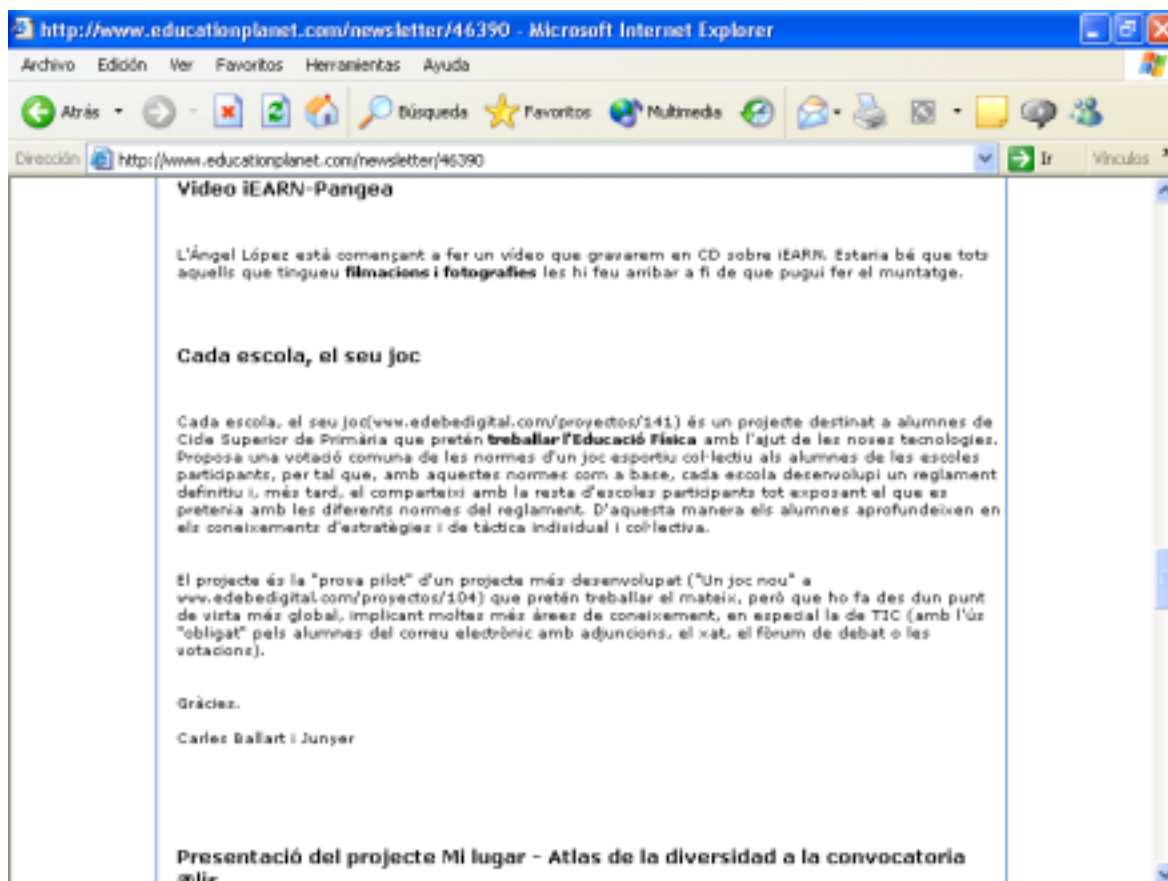 http://www.educationplanet.com/newsletter/46390 - Microsoft Internet Explorer
Archivo Edición Ver Favoritos Herramientas Ayuda
Atrás Búsqueda Favoritos Multimedia
Dirección http://www.educationplanet.com/newsletter/46390 Ir Vínculos »
Video iEARN-Pangea
L'Àngel López està començant a fer un vídeo que gravarem en CD sobre iEARN. Estaria bé que tots
aquells que tingueu filmacions i fotografies les hi feu arribar a fi de que pugui fer el muntatge.
Cada escola, el seu joc
Cada escola, el seu joc(www.edebedigital.com/proyectos/141) és un projecte destinat a alumnes de
Cicle Superior de Primària que pretén treballar l'Educació Física amb l'ajut de les noses tecnologies.
Proposa una votació comuna de les normes d'un joc esportiu col·lectiu als alumnes de les escoles
participants, per tal que, amb aquestes normes com a base, cada escola desenvolupi un reglament
definitiu i, més tard, el comparteixi amb la resta d'escoles participants tot exposant el que es
pretenia amb les diferents normes del reglament. D'aquesta manera els alumnes aprofundeixen en
els coneixements d'estratègies i de tàctica individual i col·lectiva.
El projecte és la "prova pilot" d'un projecte més desenvolupat ("Un joc nou" a
www.edebedigital.com/proyectos/104) que pretén treballar el mateix, però que ho fa des dun punt
de vista més global, implicant moltes més àrees de coneixement, en especial la de TIC (amb l'ús
"obligat" pels alumnes del correu electrònic amb adjuncions, el xat, el fòrum de debat o les
votacions).
Gràcies.
Carles Ballart i Junyer
Presentació del projecte Mi lugar - Atlas de la diversidad a la convocatoria
@lis